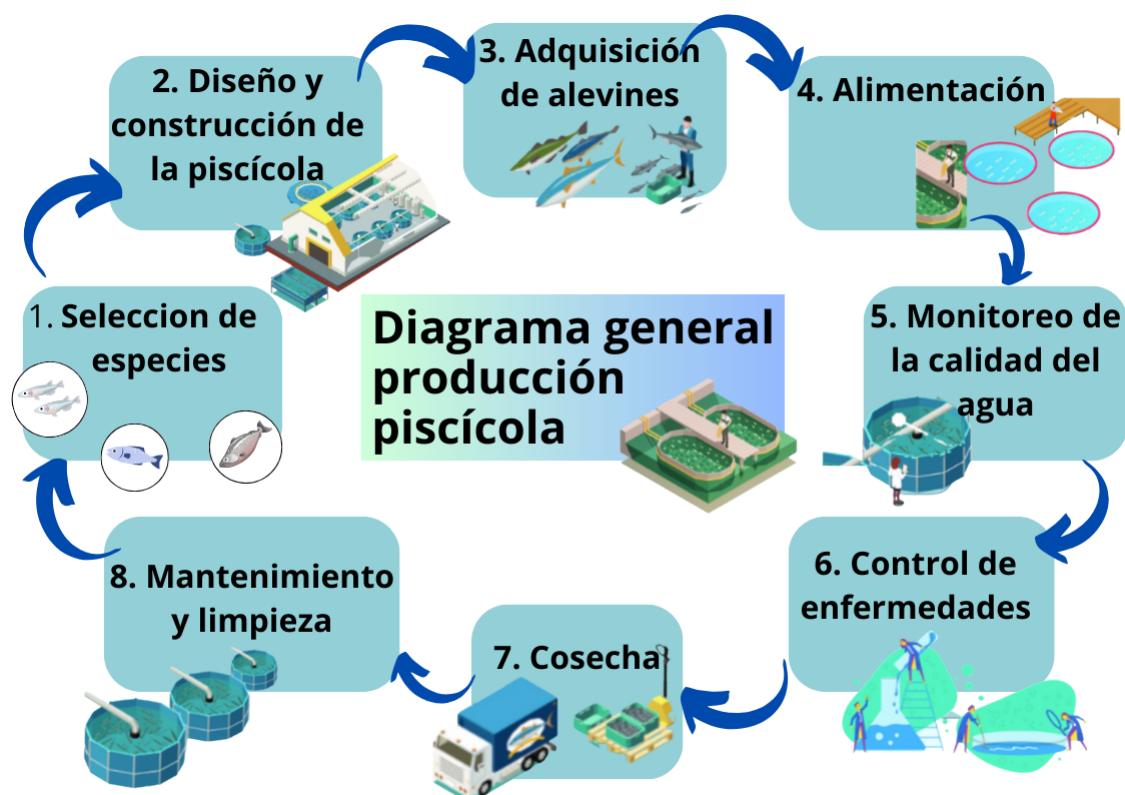 Diagrama general
producción
piscícola
1. Seleccion de
especies
2. Diseño y
construcción de
la piscícola
3. Adquisición
de alevines
4. Alimentación
5. Monitoreo de
la calidad del
agua
6. Control de
enfermedades
7. Cosecha
8. Mantenimiento
y limpieza